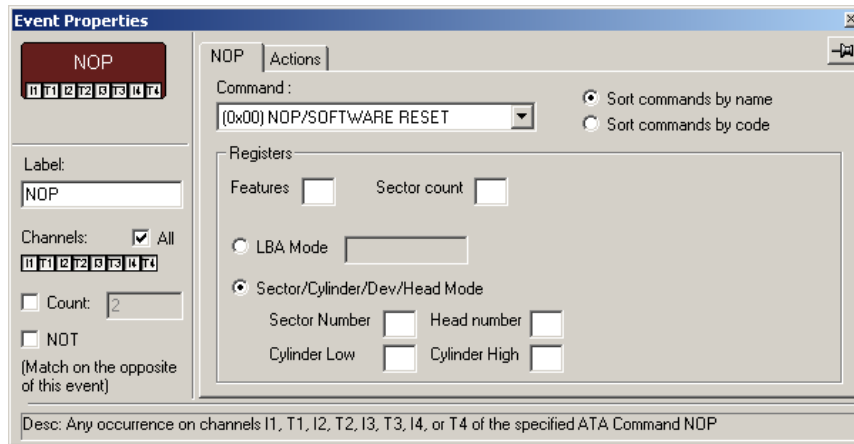 Event Properties
NOP
I1 T1 I2 T2 I3 T3 I4 T4
Label:
NOP
Channels: All
I1 T1 I2 T2 I3 T3 I4 T4
Count: 2
NOT
(Match on the opposite
of this event)
NOP Actions
Command :
(0x00) NOP/SOFTWARE RESET
Sort commands by name
Sort commands by code
Registers
Features Sector count
LBA Mode
Sector/Cylinder/Dev/Head Mode
Sector Number Head number
Cylinder Low Cylinder High
Desc: Any occurrence on channels I1, T1, I2, T2, I3, T3, I4, or T4 of the specified ATA Command NOP